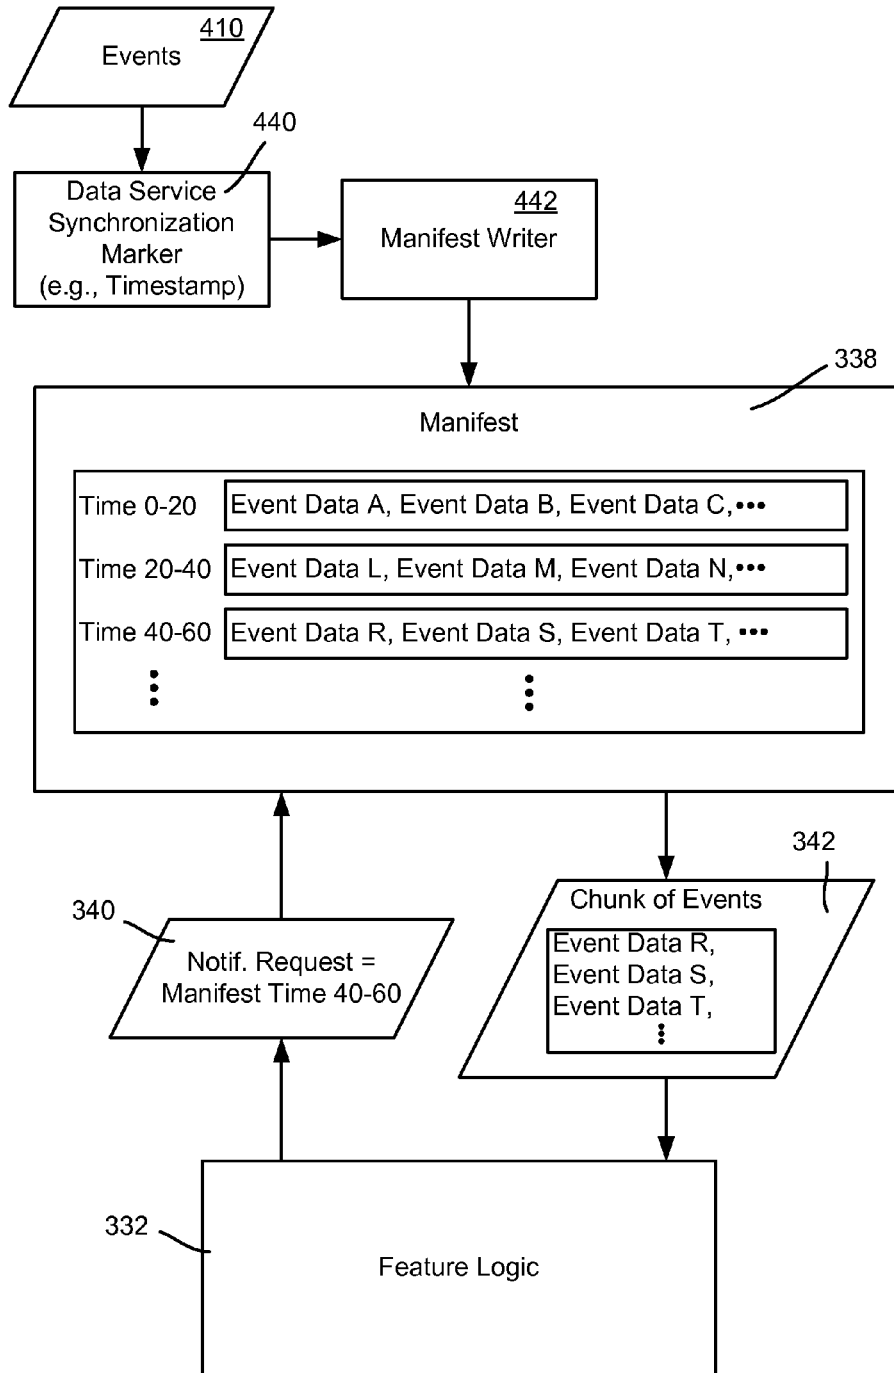 410
Events
440
Data Service
Synchronization
Marker
(e.g., Timestamp)
442
Manifest Writer
338
Manifest
Time 0-20 Event Data A, Event Data B, Event Data C,•••
Time 20-40 Event Data L, Event Data M, Event Data N,•••
Time 40-60 Event Data R, Event Data S, Event Data T, •••
342
Chunk of Events
Event Data R,
Event Data S,
Event Data T,
340
Notif. Request =
Manifest Time 40-60
332
Feature Logic